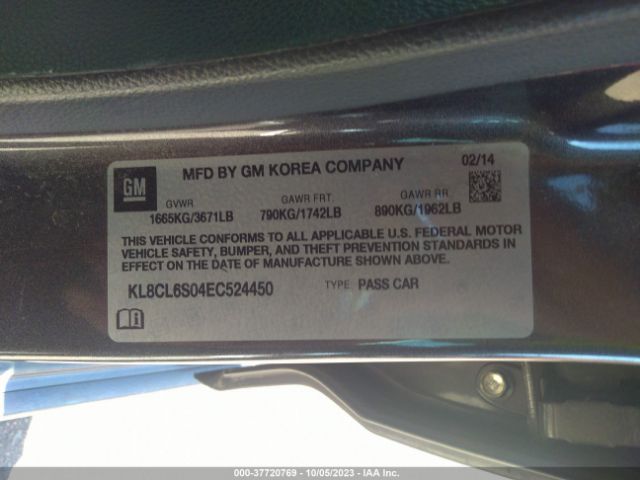 GM
MFD BY GM KOREA COMPANY 02/14
GVWR GAWR FRT. GAWR RR.
1665KG/3671LB 790KG/1742LB 890KG/1962LB
THIS VEHICLE CONFORMS TO ALL APPLICABLE U.S. FEDERAL MOTOR
VEHICLE SAFETY, BUMPER, AND THEFT PREVENTION STANDARDS IN
EFFECT ON THE DATE OF MANUFACTURE SHOWN ABOVE.
KL8CL6S04EC524450 TYPE: PASS CAR
000-37720769 - 10/05/2023 - IAA Inc.